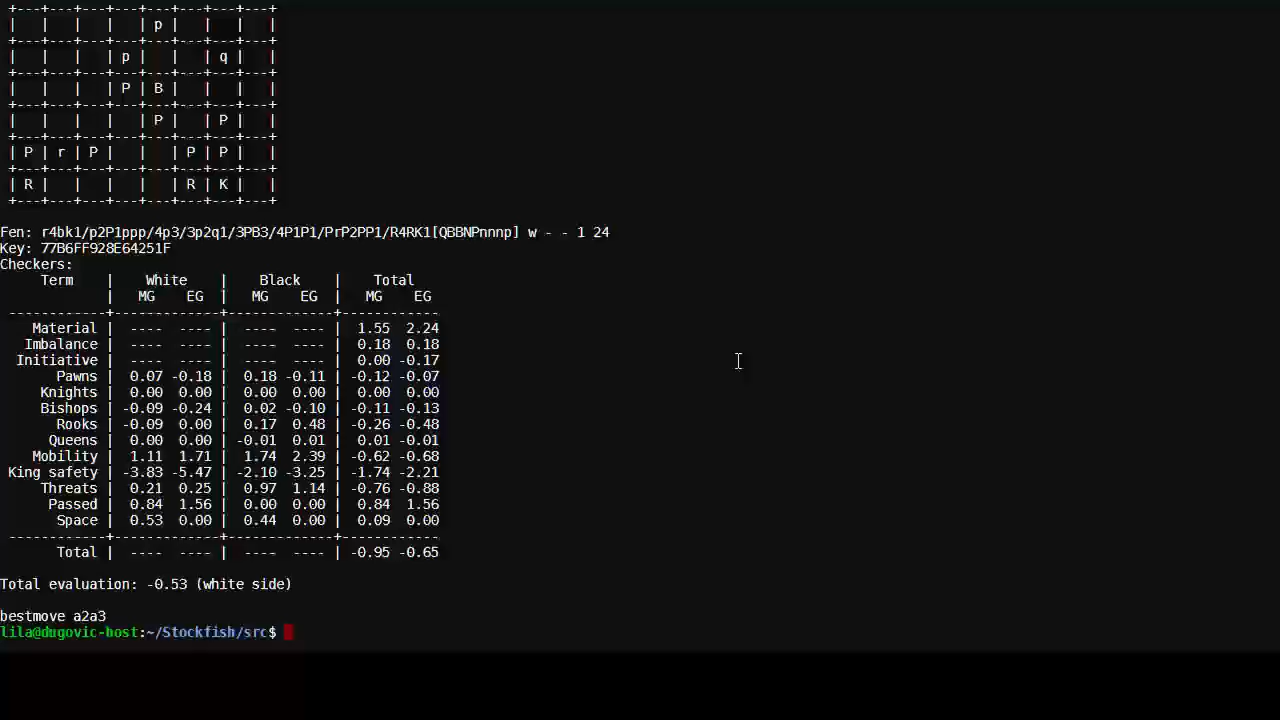 +---+---+---+---+---+---+---+---+
|   |   |   |   | p |   |   |   |
+---+---+---+---+---+---+---+---+
|   |   |   | p |   |   | q |   |
+---+---+---+---+---+---+---+---+
|   |   |   | P | B |   |   |   |
+---+---+---+---+---+---+---+---+
|   |   |   |   | P |   | P |   |
+---+---+---+---+---+---+---+---+
| P | r | P |   |   | P | P |   |
+---+---+---+---+---+---+---+---+
| R |   |   |   |   | R | K |   |
+---+---+---+---+---+---+---+---+
Fen: r4bk1/p2P1ppp/4p3/3p2q1/3PB3/4P1P1/PrP2PP1/R4RK1[QBBNPnnnp] w - - 1 24
Key: 77B6FF928E64251F
Checkers:
Term | White | Black | Total
| MG EG | MG EG | MG EG
------------+-------------+-------------+------------
Material | ---- ---- | ---- ---- | 1.55 2.24
Imbalance | ---- ---- | ---- ---- | 0.18 0.18
Initiative | ---- ---- | ---- ---- | 0.00 -0.17
Pawns | 0.07 -0.18 | 0.18 -0.11 | -0.12 -0.07
Knights | 0.00 0.00 | 0.00 0.00 | 0.00 0.00
Bishops | -0.09 -0.24 | 0.02 -0.10 | -0.11 -0.13
Rooks | -0.09 0.00 | 0.17 0.48 | -0.26 -0.48
Queens | 0.00 0.00 | -0.01 0.01 | 0.01 -0.01
Mobility | 1.11 1.71 | 1.74 2.39 | -0.62 -0.68
King safety | -3.83 -5.47 | -2.10 -3.25 | -1.74 -2.21
Threats | 0.21 0.25 | 0.97 1.14 | -0.76 -0.88
Passed | 0.84 1.56 | 0.00 0.00 | 0.84 1.56
Space | 0.53 0.00 | 0.44 0.00 | 0.09 0.00
------------+-------------+-------------+------------
Total | ---- ---- | ---- ---- | -0.95 -0.65
Total evaluation: -0.53 (white side)
bestmove a2a3
lila@dugovic-host:~/Stockfish/src$